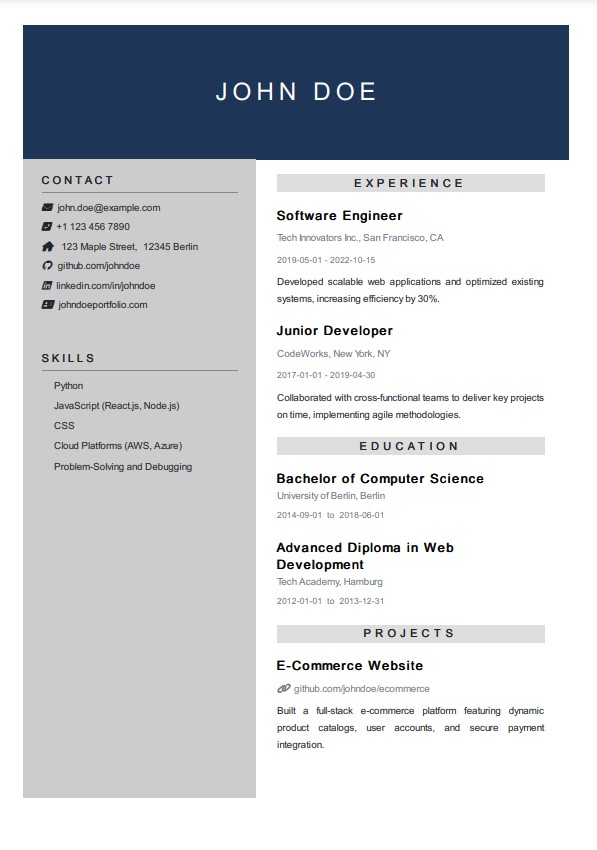 JOHN DOE
CONTACT
john.doe@example.com
+1 123 456 7890
123 Maple Street, 12345 Berlin
github.com/johndoe
linkedin.com/in/johndoe
johndoeportfolio.com
SKILLS
Python
JavaScript (React.js, Node.js)
CSS
Cloud Platforms (AWS, Azure)
Problem-Solving and Debugging
EXPERIENCE
Software Engineer
Tech Innovators Inc., San Francisco, CA
2019-05-01 - 2022-10-15
Developed scalable web applications and optimized existing
systems, increasing efficiency by 30%.
Junior Developer
CodeWorks, New York, NY
2017-01-01 - 2019-04-30
Collaborated with cross-functional teams to deliver key projects
on time, implementing agile methodologies.
EDUCATION
Bachelor of Computer Science
University of Berlin, Berlin
2014-09-01 to 2018-06-01
Advanced Diploma in Web
Development
Tech Academy, Hamburg
2012-01-01 to 2013-12-31
PROJECTS
E-Commerce Website
github.com/johndoe/ecommerce
Built a full-stack e-commerce platform featuring dynamic
product catalogs, user accounts, and secure payment
integration.